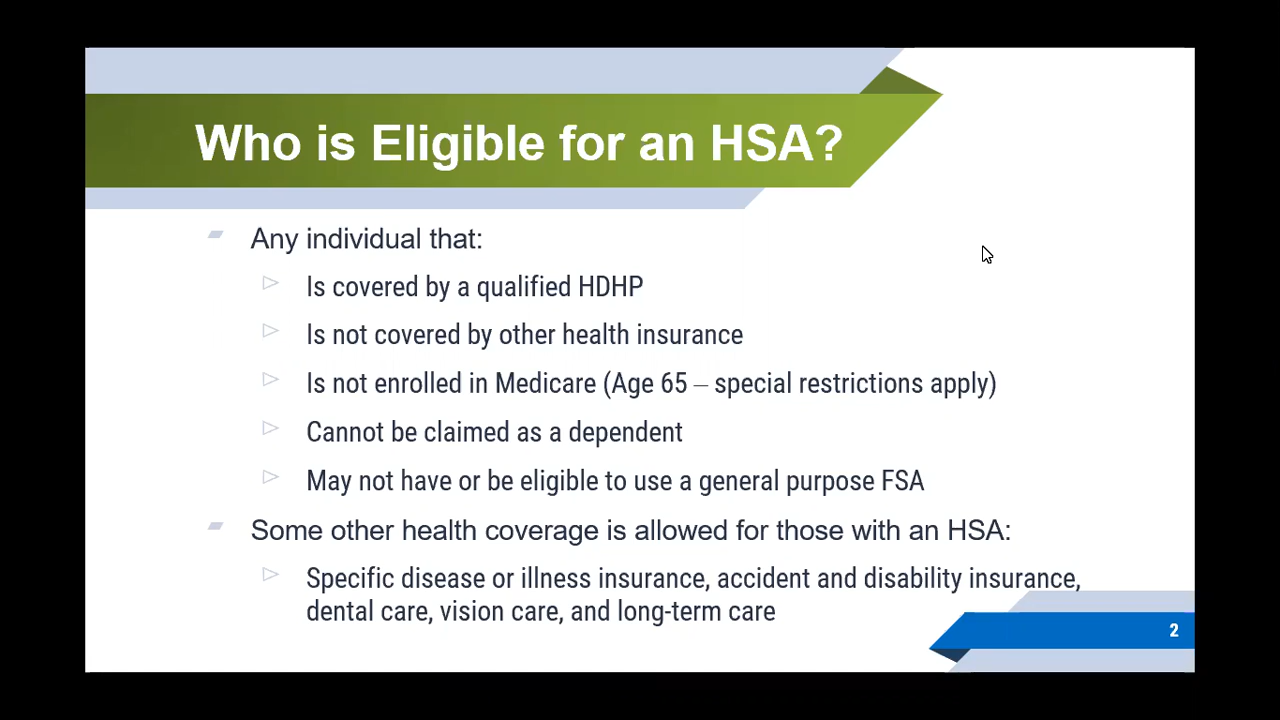 Who is Eligible for an HSA?
Any individual that:
Is covered by a qualified HDHP
Is not covered by other health insurance
Is not enrolled in Medicare (Age 65 – special restrictions apply)
Cannot be claimed as a dependent
May not have or be eligible to use a general purpose FSA
Some other health coverage is allowed for those with an HSA:
Specific disease or illness insurance, accident and disability insurance,
dental care, vision care, and long-term care
2